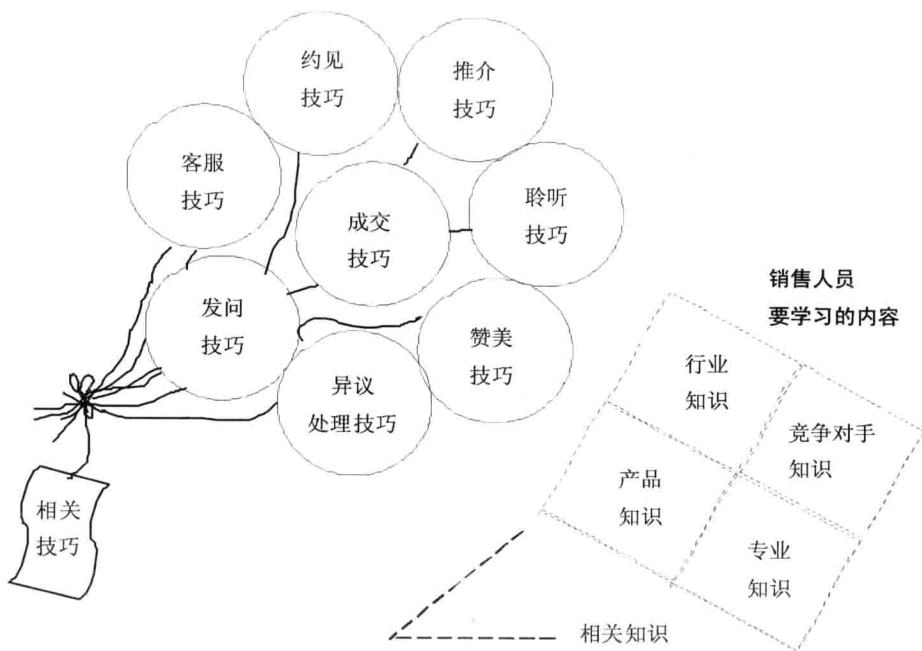 约见
技巧
推介
技巧
客服
技巧
聆听
技巧
成交
技巧
发问
技巧
赞美
技巧
异议
处理技巧
相关
技巧
销售人员
要学习的内容
行业
知识
竞争对手
知识
产品
知识
专业
知识
相关知识